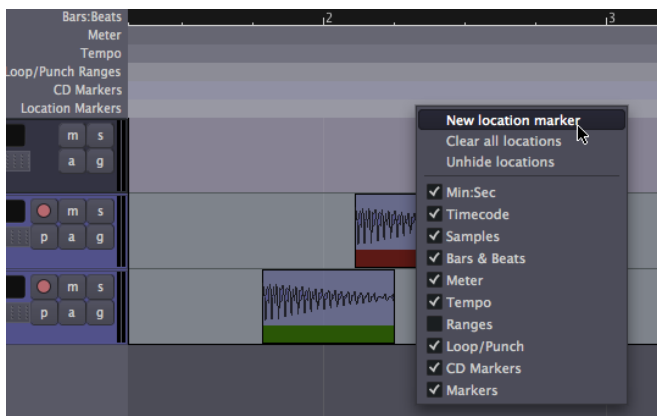 Bars:Beats
2
3
Meter
Tempo
Loop/Punch Ranges
CD Markers
Location Markers
m s
a g
m s
p a g
m s
p a g
New location marker
Clear all locations
Unhide locations
Min:Sec
Timecode
Samples
Bars & Beats
Meter
Tempo
Ranges
Loop/Punch
CD Markers
Markers